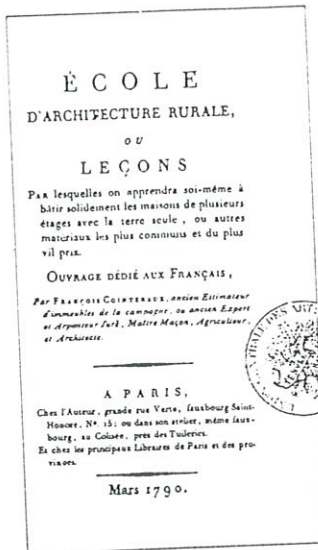 ÉCOLE
D'ARCHITECTURE RURALE,
OU
LEÇONS
PAR lesquelles on apprendra soi-même à
bâtir solidement les maisons de plusieurs
étages avec la terre seule, ou autres
matériaux les plus communs et du plus
vil prix.
OUVRAGE DÉDIÉ AUX FRANÇAIS,
Par FRANÇOIS COINTERAUX, ancien Estimateur
d'immeubles de la campagne, ou ancien Expert
et Arpenteur Juré, Maître Maçon, Agriculteur,
et Architecte.
A PARIS,
Chez l'Auteur, grande rue Verte, fauxbourg Saint-
Honoré, N°. 15; ou dans son atelier, même faux-
bourg, au Colisée, près des Tuileries.
Et chez les principaux Libraires de Paris et des pro-
vinces.
Mars 1790.